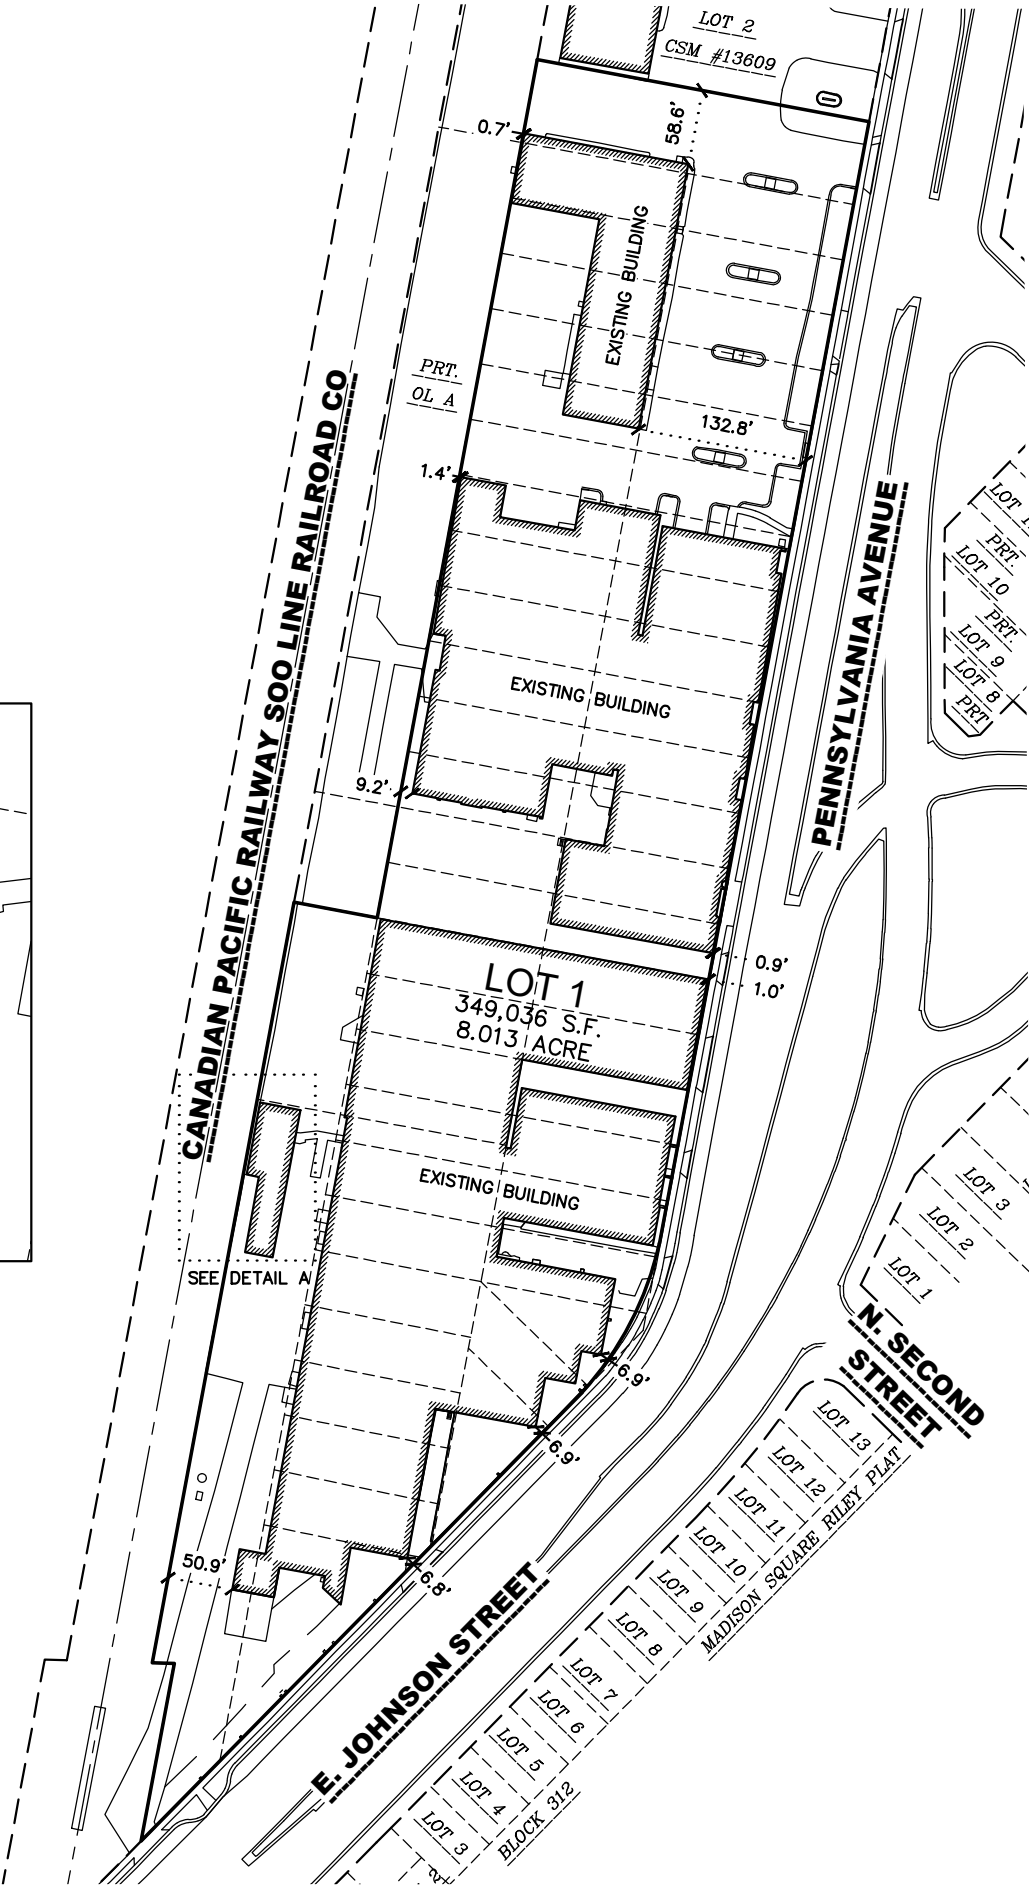 LOT 2
CSM #13609
0.7'
58.6'
EXISTING BUILDING
PRT.
OL A
132.8'
1.4'
CANADIAN PACIFIC RAILWAY SOO LINE RAILROAD CO
PENNSYLVANIA AVENUE
PRT.
LOT 10
PRT.
LOT 9
LOT 8
PRT
EXISTING BUILDING
9.2'
0.9'
1.0'
LOT 1
349,036 S.F.
8.013 ACRE
EXISTING BUILDING
SEE DETAIL A
LOT 3
LOT 2
LOT 1
N. SECOND
STREET
6.9'
6.9'
6.8'
50.9'
E. JOHNSON STREET
LOT 13
LOT 12
LOT 11
LOT 10
LOT 9
LOT 8
LOT 7
LOT 6
LOT 5
LOT 4
LOT 3
MADISON SQUARE RILEY PLAT
BLOCK 312